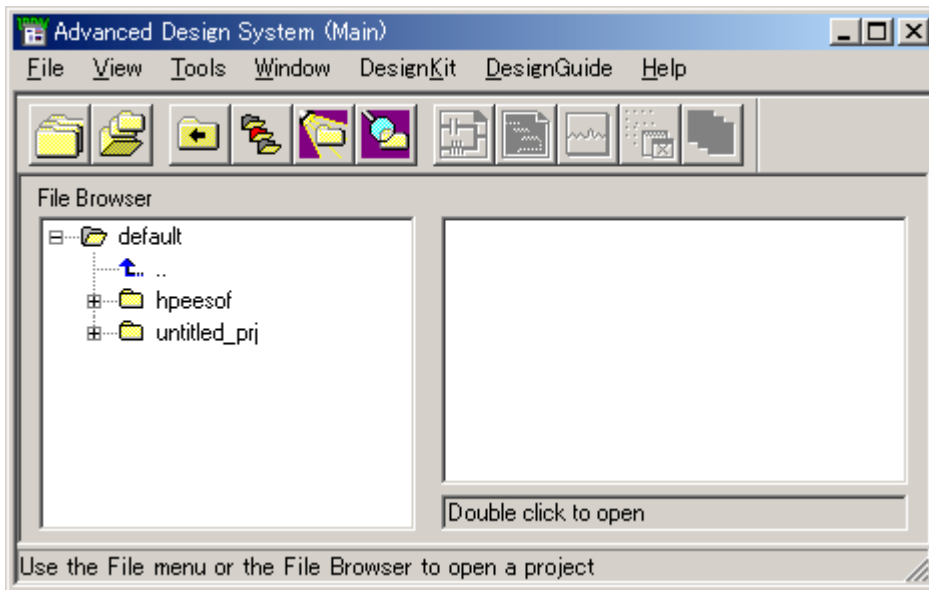 Advanced Design System (Main)
File View Tools Window DesignKit DesignGuide Help
File Browser
default
..
hpeesof
untitled_prj
Double click to open
Use the File menu or the File Browser to open a project